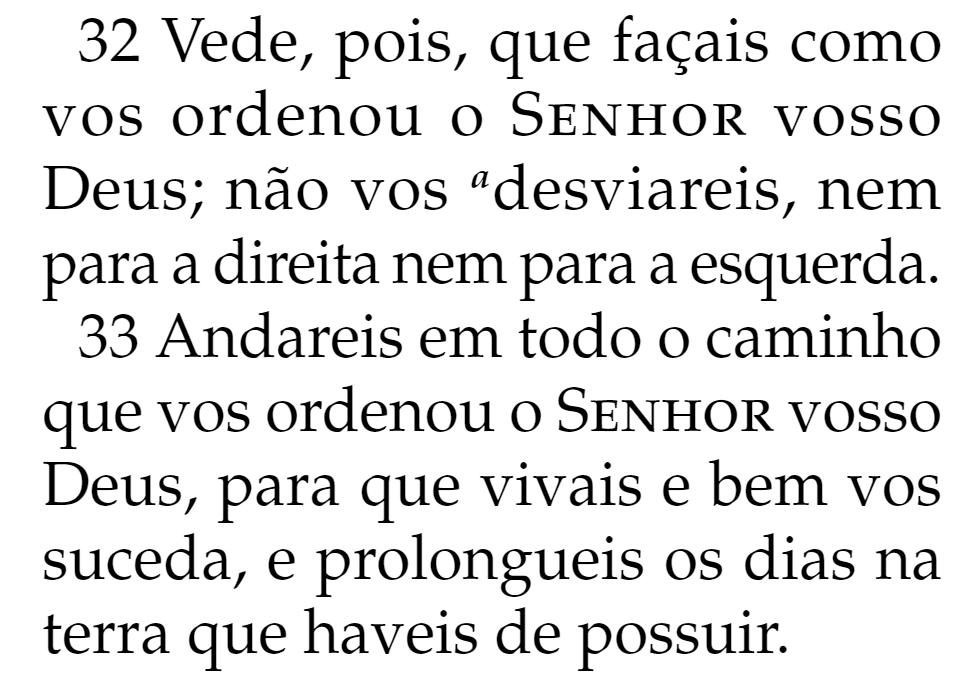 32 Vede, pois, que façais como
vos ordenou o SENHOR vosso
Deus; não vos ᵃdesviareis, nem
para a direita nem para a esquerda.
33 Andareis em todo o caminho
que vos ordenou o SENHOR vosso
Deus, para que vivais e bem vos
suceda, e prolongueis os dias na
terra que haveis de possuir.